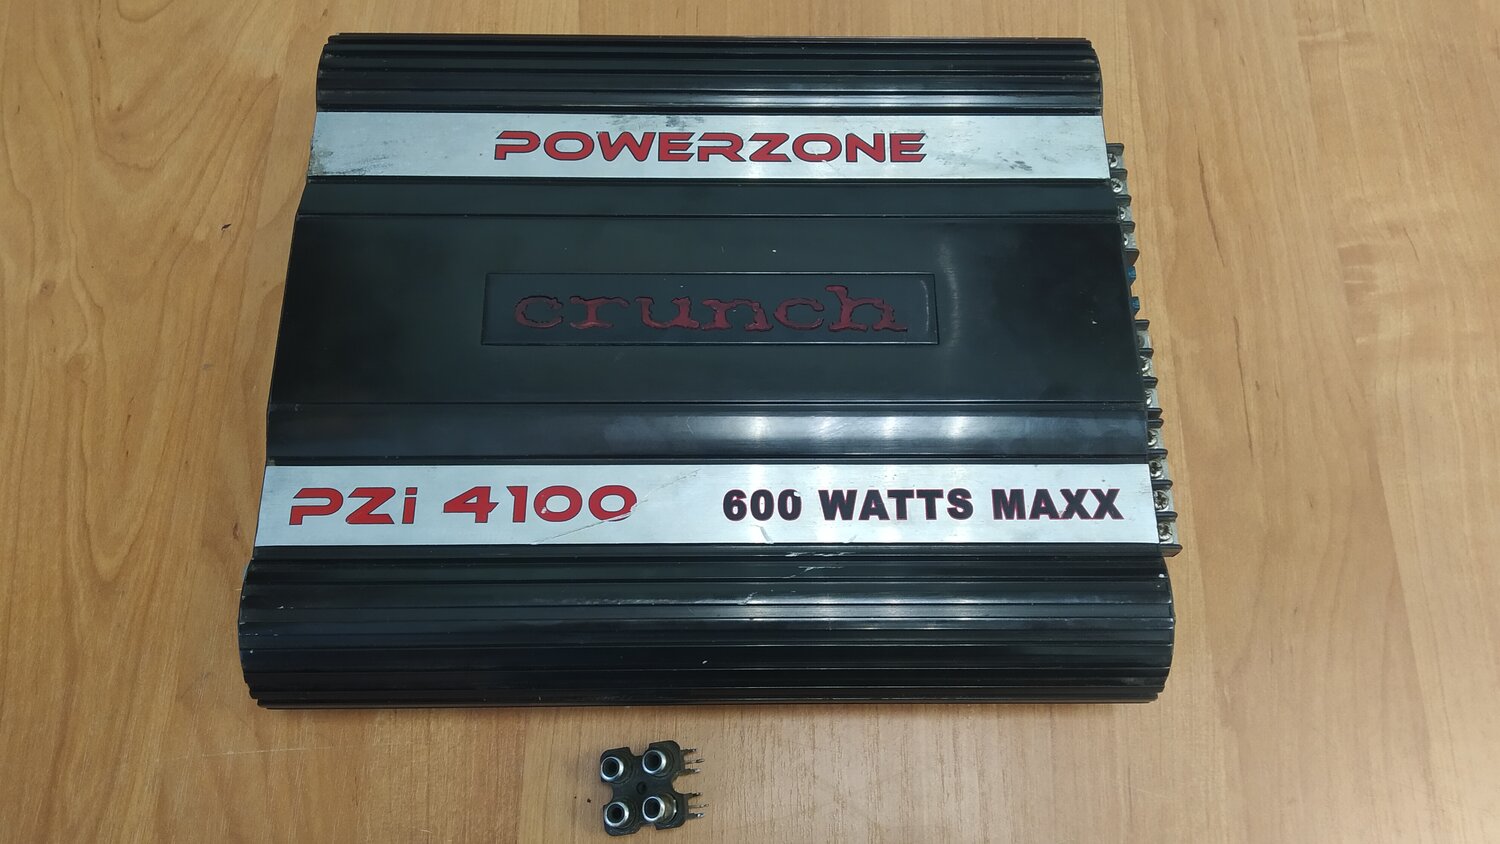 POWERZONE
crunch
PZi 4100 600 WATTS MAXX